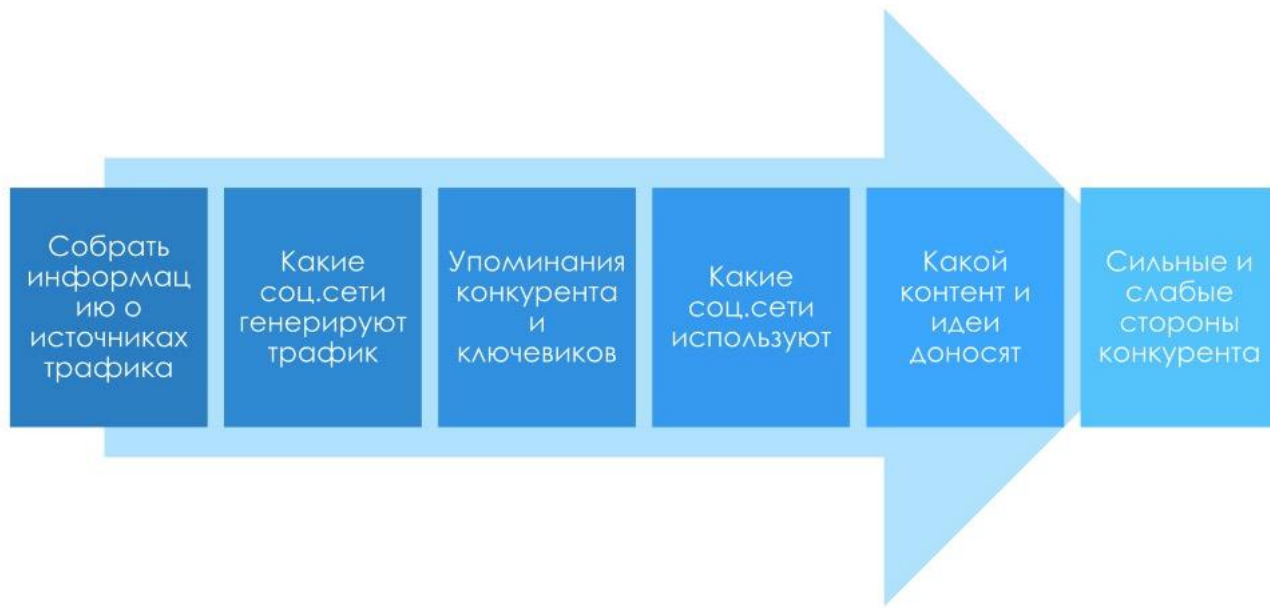 Собрать
информац
ию о
источниках
трафика
Какие
соц.сети
генерируют
трафик
Упоминания
конкурента
и
ключевиков
Какие
соц.сети
используют
Какой
контент и
идеи
доносят
Сильные и
слабые
стороны
конкурента